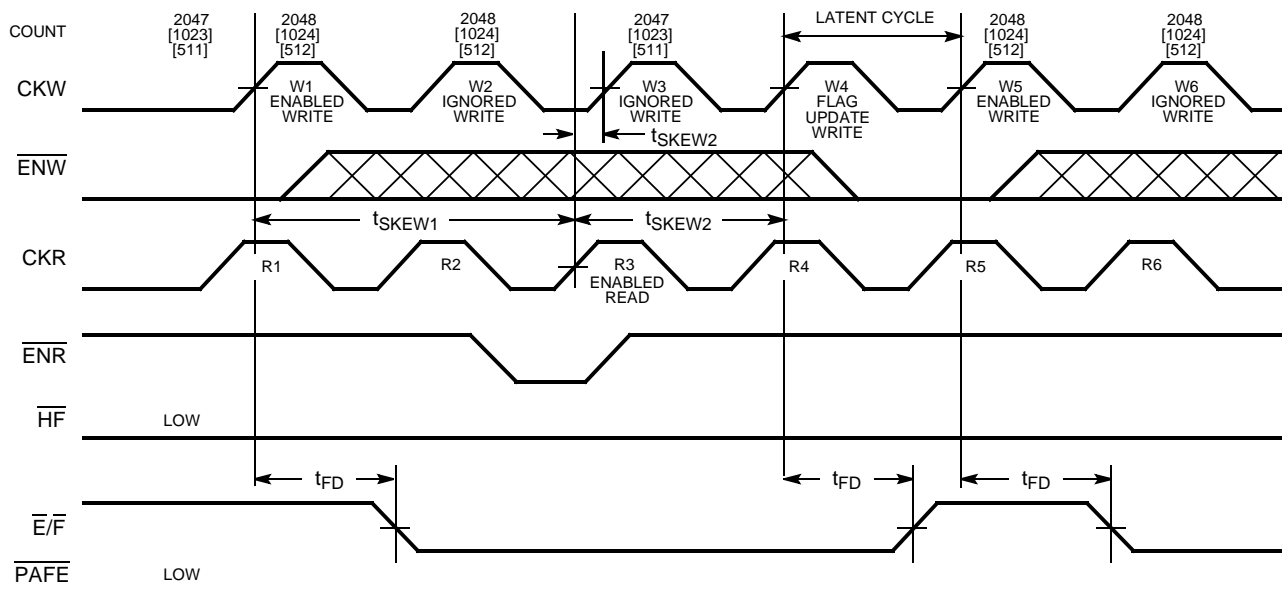 COUNT
2047
[1023]
[511]
2048
[1024]
[512]
2048
[1024]
[512]
2047
[1023]
[511]
LATENT CYCLE
2048
[1024]
[512]
2048
[1024]
[512]
CKW
W1
ENABLED
WRITE
W2
IGNORED
WRITE
W3
IGNORED
WRITE
W4
FLAG
UPDATE
WRITE
W5
ENABLED
WRITE
W6
IGNORED
WRITE
tSKEW2
ENW
tSKEW1
tSKEW2
CKR
R1
R2
R3
ENABLED
READ
R4
R5
R6
ENR
HF
LOW
tFD
tFD
tFD
E/F
PAFE
LOW